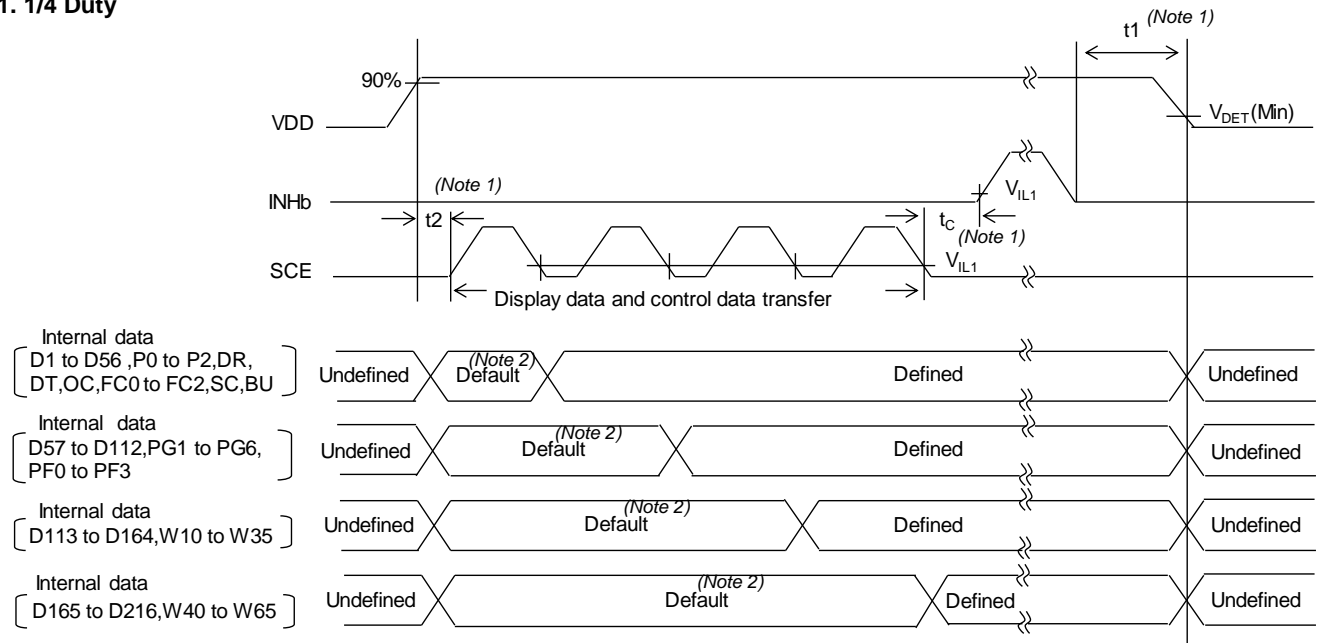 1. 1/4 Duty
t1 (Note 1)
90%
VDD
VDET(Min)
(Note 1)
INHb
VIL1
t2
tC
(Note 1)
SCE
VIL1
Display data and control data transfer
Internal data
D1 to D56 ,P0 to P2,DR,
DT,OC,FC0 to FC2,SC,BU
Undefined
(Note 2)
Default
Defined
Undefined
Internal data
D57 to D112,PG1 to PG6,
PF0 to PF3
Undefined
(Note 2)
Default
Defined
Undefined
Internal data
D113 to D164,W10 to W35
Undefined
(Note 2)
Default
Defined
Undefined
Internal data
D165 to D216,W40 to W65
Undefined
(Note 2)
Default
Defined
Undefined